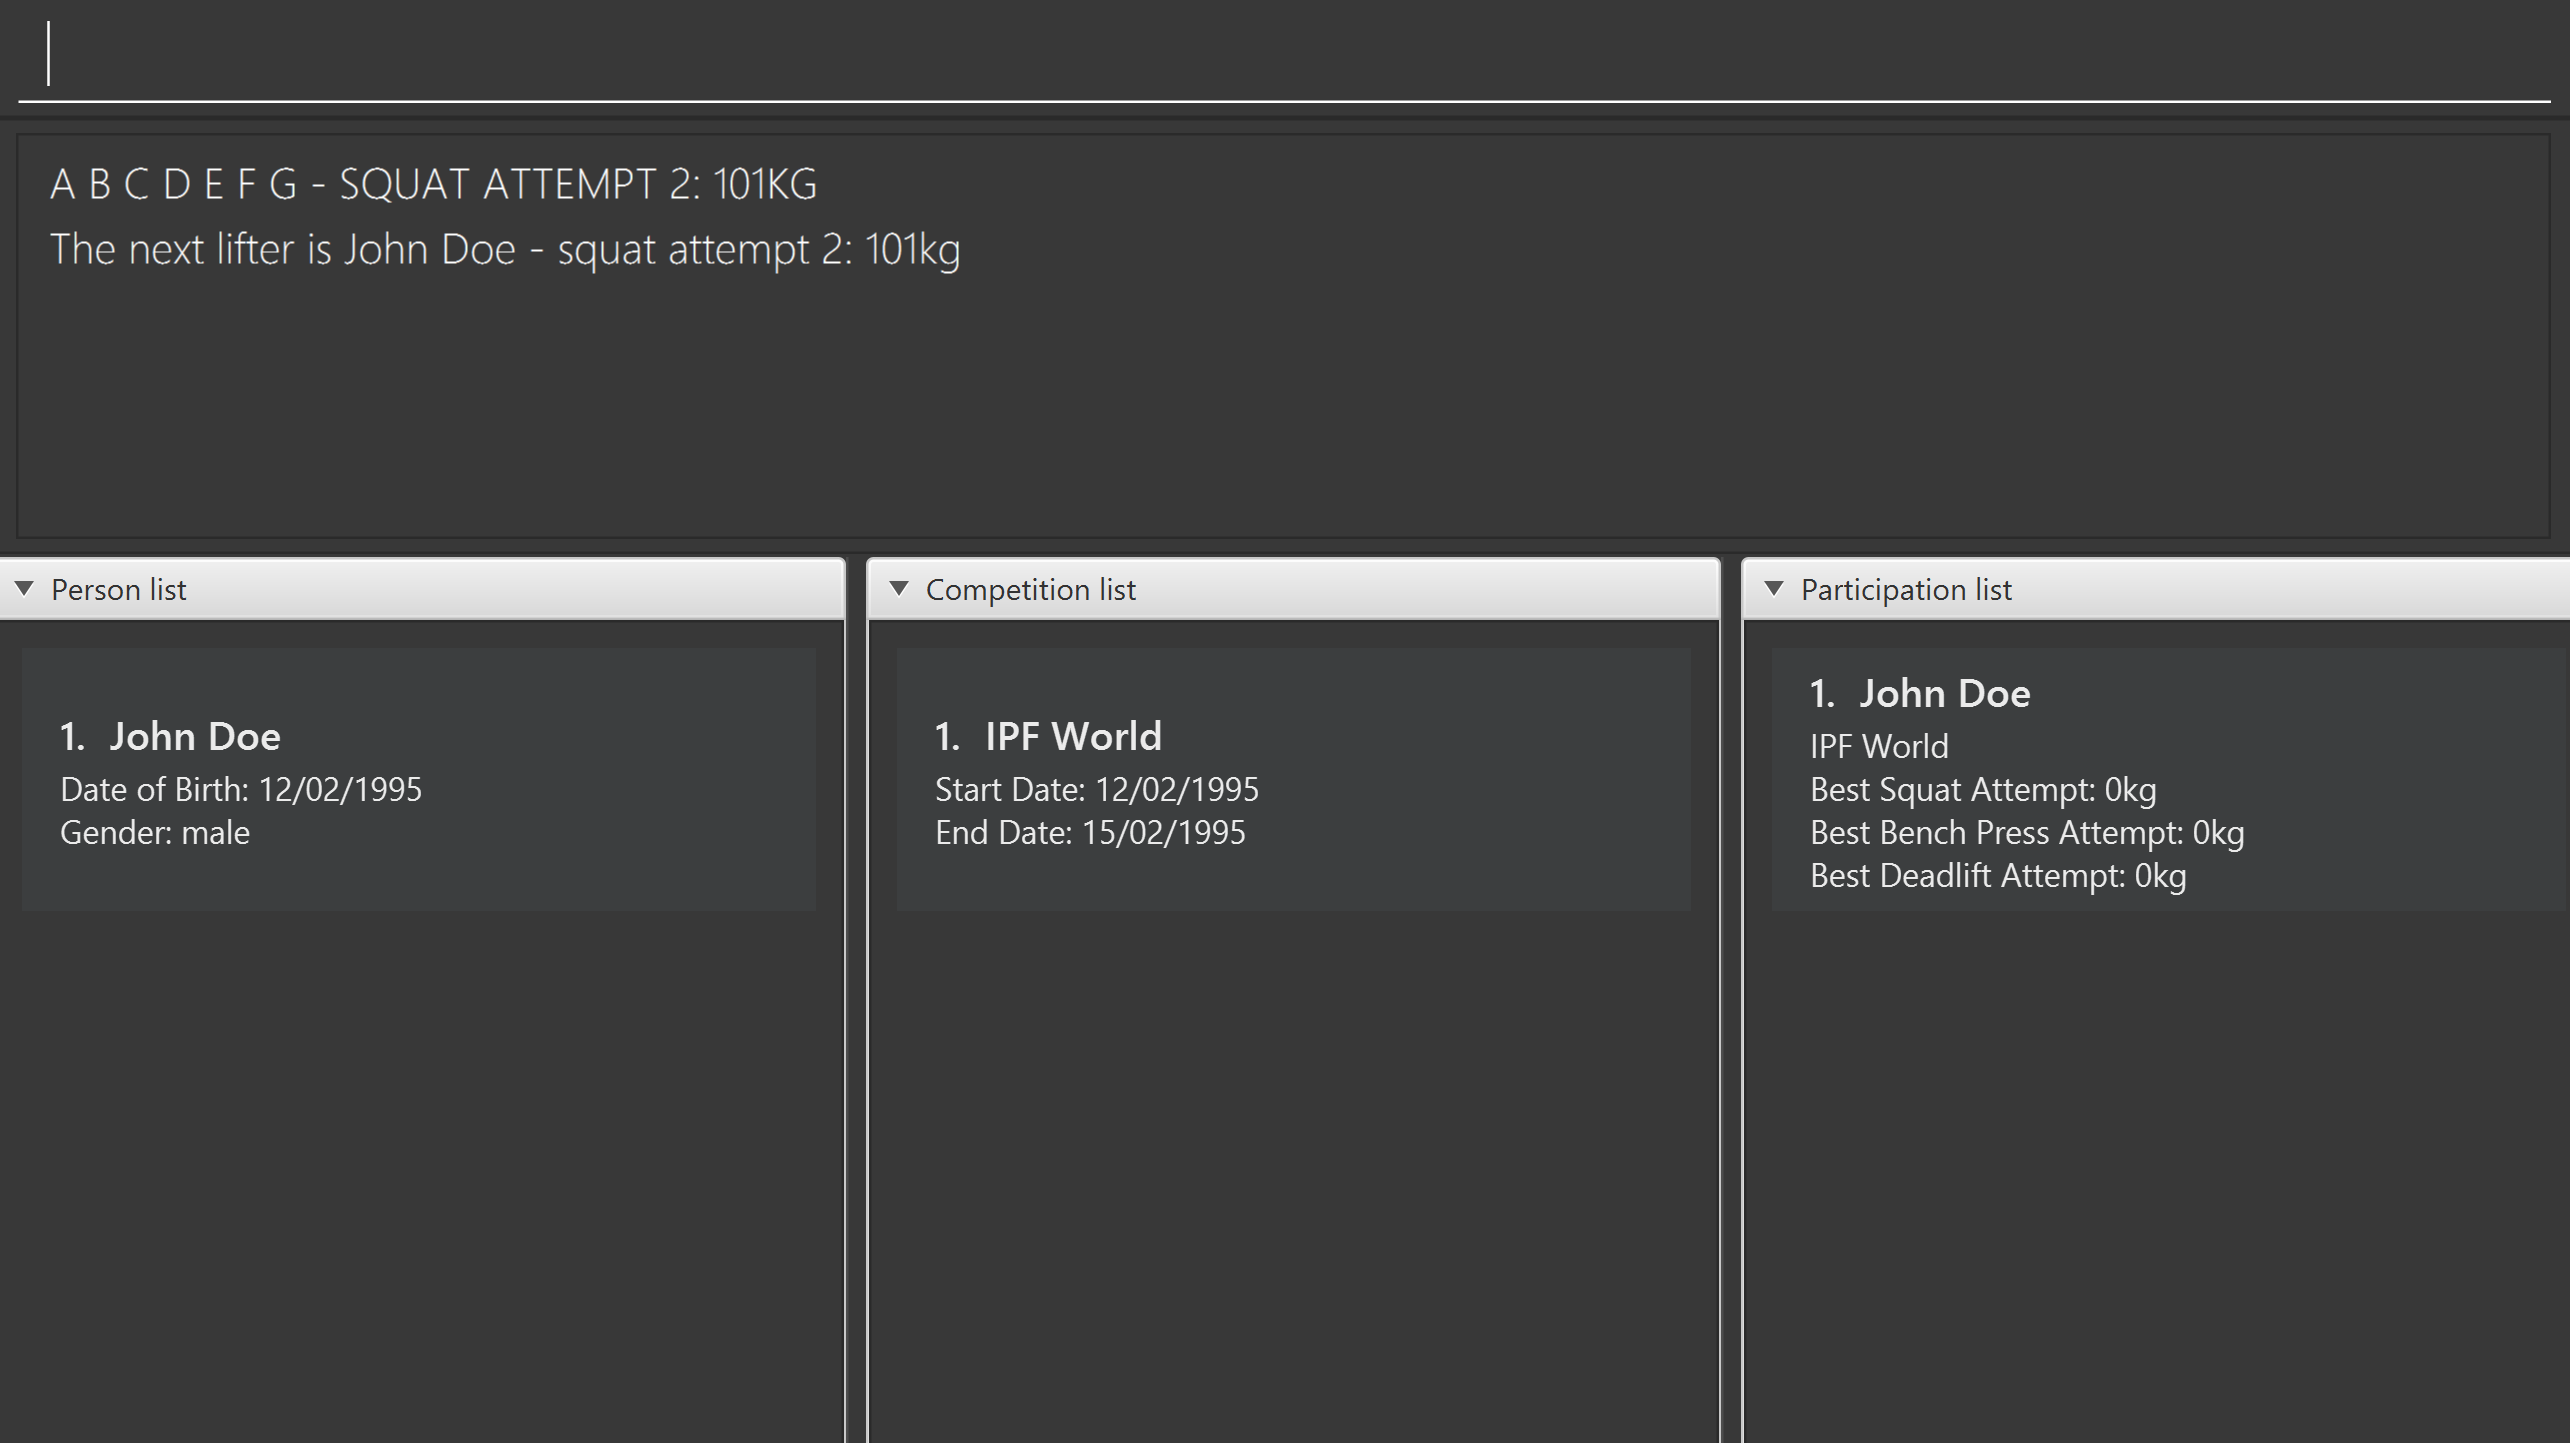 A B C D E F G - SQUAT ATTEMPT 2: 101KG
The next lifter is John Doe - squat attempt 2: 101kg
Person list
1. John Doe
Date of Birth: 12/02/1995
Gender: male
Competition list
1. IPF World
Start Date: 12/02/1995
End Date: 15/02/1995
Participation list
1. John Doe
IPF World
Best Squat Attempt: 0kg
Best Bench Press Attempt: 0kg
Best Deadlift Attempt: 0kg